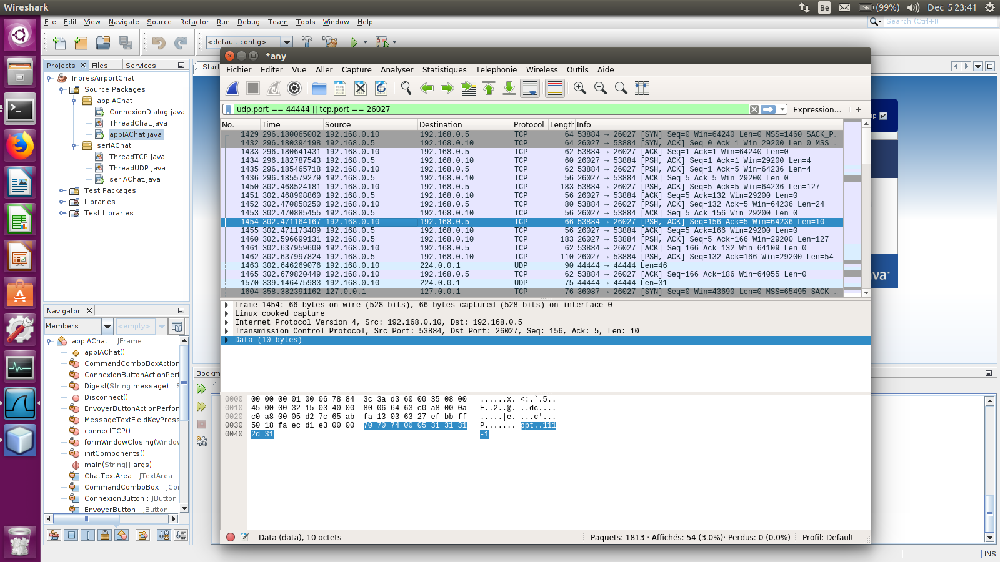 Wireshark
Be (99%) Dec 5 23:41
File Edit View Navigate Source Refactor Run Debug Team Tools Window Help
Search (Ctrl+I)
<default config>
Projects Files Services
Start
InpresAirportChat
Source Packages
appIAChat
ConnexionDialog.java
ThreadChat.java
appIAChat.java
serIAChat
ThreadTCP.java
ThreadUDP.java
serIAChat.java
Test Packages
Libraries
Test Libraries
Navigator
Members <empty>
appIAChat :: JFrame
appIAChat()
CommandComboBoxAction
ConnexionButtonActionPerf
Digest(String message) : S
Disconnect()
EnvoyerButtonActionPerfor
MessageTextFieldKeyPress
connectTCP()
formWindowClosing(Window
initComponents()
main(String[] args)
ChatTextArea : JTextArea
CommandComboBox : JCo
ConnexionButton : JButton
EnvoyerButton : JButton
Bookm
*any
Fichier Editer Vue Aller Capture Analyser Statistiques Telephonie Wireless Outils Aide
udp.port == 44444 || tcp.port == 26027 Expression... +
No. Time Source Destination Protocol Length Info
1429 296.180065002 192.168.0.10 192.168.0.5 TCP 64 53884 → 26027 [SYN] Seq=0 Win=64240 Len=0 MSS=1460 SACK_P…
1432 296.180394198 192.168.0.5 192.168.0.10 TCP 64 26027 → 53884 [SYN, ACK] Seq=0 Ack=1 Win=29200 Len=0 MSS=…
1433 296.180641431 192.168.0.10 192.168.0.5 TCP 62 53884 → 26027 [ACK] Seq=1 Ack=1 Win=64240 Len=0
1434 296.182787543 192.168.0.5 192.168.0.10 TCP 60 26027 → 53884 [PSH, ACK] Seq=1 Ack=1 Win=29200 Len=4
1435 296.185465718 192.168.0.10 192.168.0.5 TCP 62 53884 → 26027 [PSH, ACK] Seq=1 Ack=5 Win=64236 Len=4
1436 296.185579279 192.168.0.5 192.168.0.10 TCP 56 26027 → 53884 [ACK] Seq=5 Ack=5 Win=29200 Len=0
1450 302.468524181 192.168.0.10 192.168.0.5 TCP 183 53884 → 26027 [PSH, ACK] Seq=5 Ack=5 Win=64236 Len=127
1451 302.468908860 192.168.0.5 192.168.0.10 TCP 56 26027 → 53884 [ACK] Seq=5 Ack=132 Win=29200 Len=0
1452 302.470858250 192.168.0.10 192.168.0.5 TCP 80 53884 → 26027 [PSH, ACK] Seq=132 Ack=5 Win=64236 Len=24
1453 302.470885455 192.168.0.5 192.168.0.10 TCP 56 26027 → 53884 [ACK] Seq=5 Ack=156 Win=29200 Len=0
1454 302.471164167 192.168.0.10 192.168.0.5 TCP 66 53884 → 26027 [PSH, ACK] Seq=156 Ack=5 Win=64236 Len=10
1455 302.471173409 192.168.0.5 192.168.0.10 TCP 56 26027 → 53884 [ACK] Seq=5 Ack=166 Win=29200 Len=0
1460 302.596699131 192.168.0.5 192.168.0.10 TCP 183 26027 → 53884 [PSH, ACK] Seq=5 Ack=166 Win=29200 Len=127
1461 302.637959609 192.168.0.10 192.168.0.5 TCP 62 53884 → 26027 [ACK] Seq=166 Ack=132 Win=64109 Len=0
1462 302.637997824 192.168.0.5 192.168.0.10 TCP 110 26027 → 53884 [PSH, ACK] Seq=132 Ack=166 Win=29200 Len=54
1463 302.646269076 192.168.0.10 224.0.0.1 UDP 90 44444 → 44444 Len=46
1465 302.679820449 192.168.0.10 192.168.0.5 TCP 62 53884 → 26027 [ACK] Seq=166 Ack=186 Win=64055 Len=0
1570 339.146475983 192.168.0.10 224.0.0.1 UDP 75 44444 → 44444 Len=31
1604 358.382391162 127.0.0.1 127.0.0.1 TCP 76 36087 → 26027 [SYN] Seq=0 Win=43690 Len=0 MSS=65495 SACK_…
Frame 1454: 66 bytes on wire (528 bits), 66 bytes captured (528 bits) on interface 0
Linux cooked capture
Internet Protocol Version 4, Src: 192.168.0.10, Dst: 192.168.0.5
Transmission Control Protocol, Src Port: 53884, Dst Port: 26027, Seq: 156, Ack: 5, Len: 10
Data (10 bytes)
0000 00 00 00 01 00 06 78 84 3c 3a d3 60 00 35 08 00 ......x. <:.`.5..
0010 45 00 00 32 15 03 40 00 80 06 64 63 c0 a8 00 0a E..2..@. ..dc....
0020 c0 a8 00 05 d2 7c 65 ab fa 13 03 63 27 ef bb ff .....|e. ...c'...
0030 50 18 fa ec d1 e3 00 00 70 70 74 00 05 31 31 31 P....... ppt..111
0040 2d 31 -1
Data (data), 10 octets Paquets: 1813 · Affichés: 54 (3.0%)· Perdus: 0 (0.0%) Profil: Default
INS